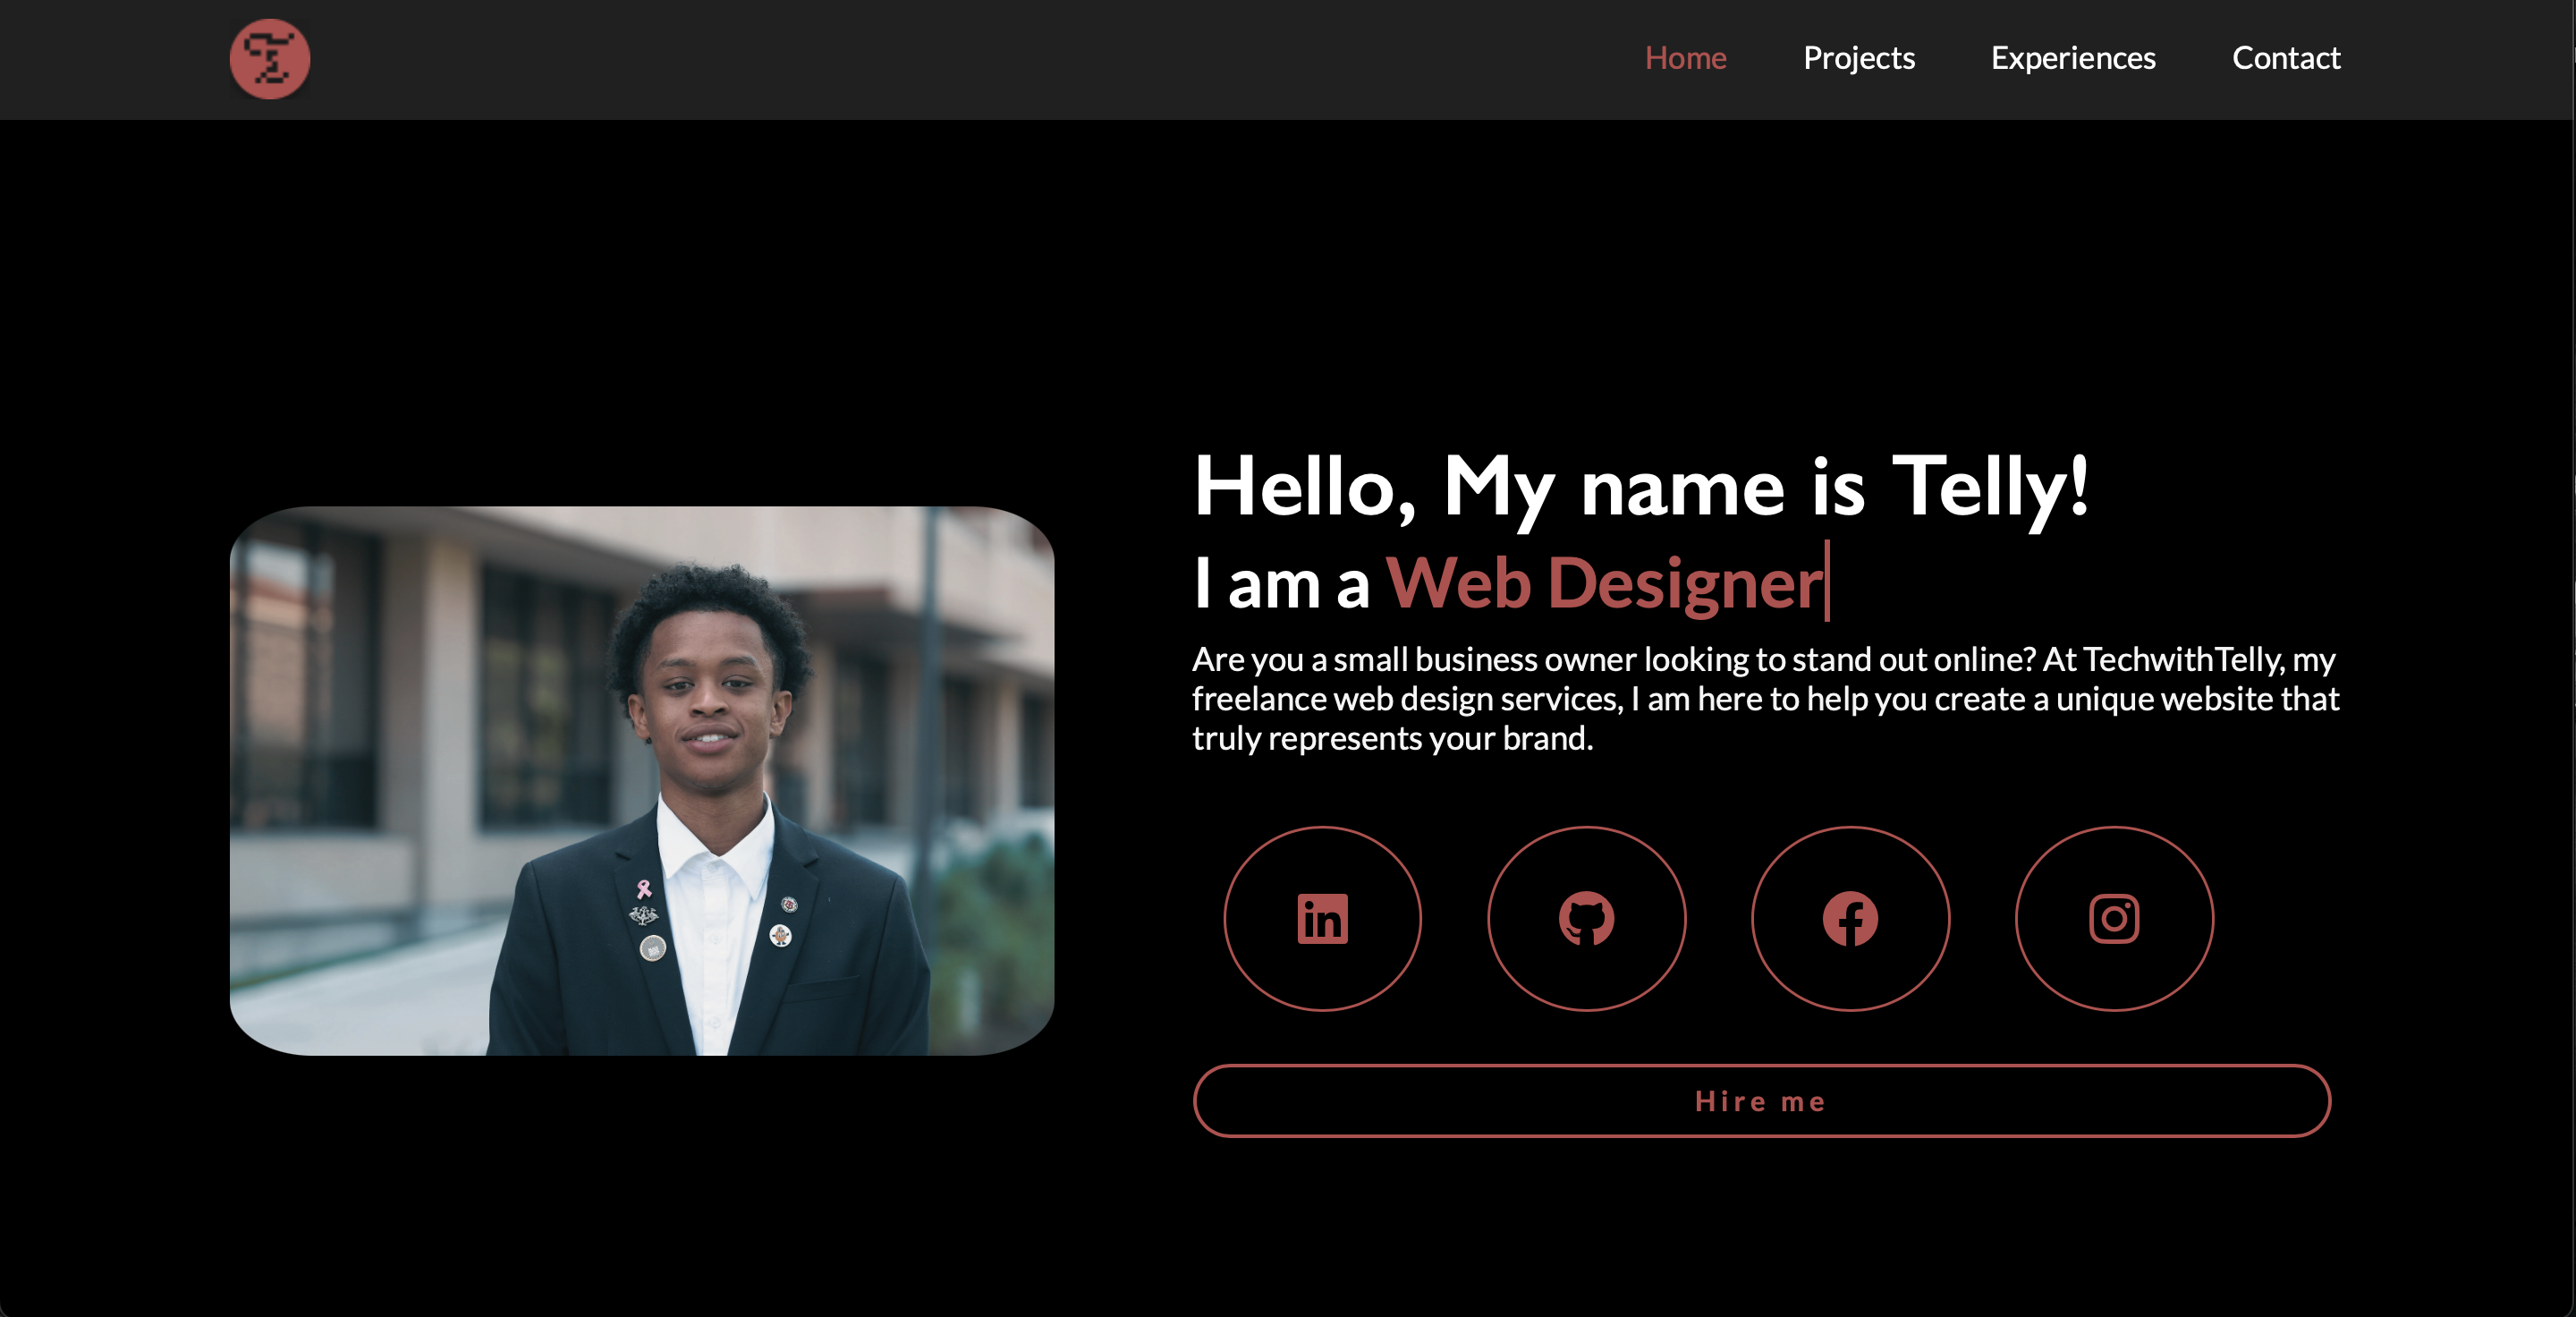 Home Projects Experiences Contact
Hello, My name is Telly!
I am a Web Designer
Are you a small business owner looking to stand out online? At TechwithTelly, my
freelance web design services, I am here to help you create a unique website that
truly represents your brand.
in
Hire me